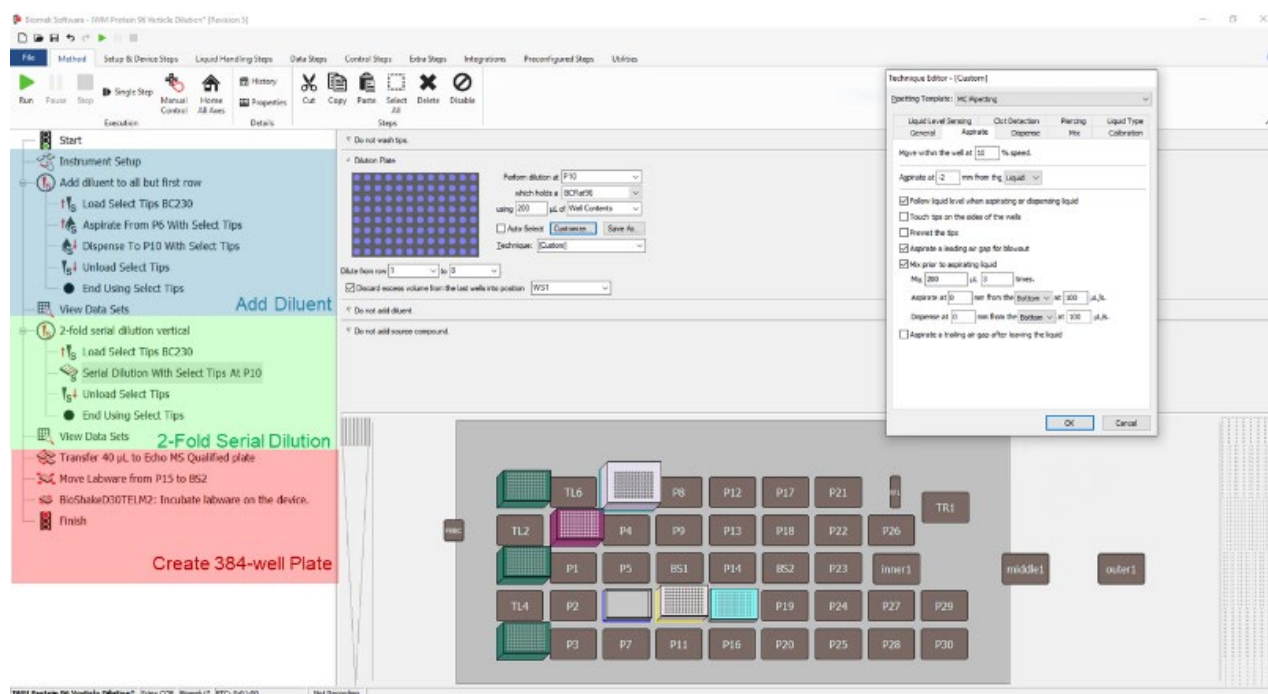 Biomek Software - IWM Protein 96 Verticle Dilution* [Revision 5]
File Method Setup & Device Steps Liquid Handling Steps Data Steps Control Steps Extra Steps Integrations Preconfigured Steps Utilities
Run Pause Stop Single Step Manual Control Home All Axes History Properties Cut Copy Paste Select All Delete Disable
Execution Details Steps
Start
Instrument Setup
Add diluent to all but first row
Load Select Tips BC230
Aspirate From P6 With Select Tips
Dispense To P10 With Select Tips
Unload Select Tips
End Using Select Tips
View Data Sets
Add Diluent
2-fold serial dilution vertical
Load Select Tips BC230
Serial Dilution With Select Tips At P10
Unload Select Tips
End Using Select Tips
View Data Sets
2-Fold Serial Dilution
Transfer 40 µL to Echo MS Qualified plate
Move Labware from P15 to BS2
BioShakeD30TELM2: Incubate labware on the device.
Finish
Create 384-well Plate
Do not wash tips.
Dilution Plate
Perform dilution at P10
which holds a BCFlat96
using 200 µL of Well Contents
Auto Select Customize... Save As...
Technique: [Custom]
Dilute from row 1 to 8
Discard excess volume from the last wells into position WS1
Do not add diluent.
Do not add source compound.
Technique Editor - [Custom]
Pipetting Template: MC Pipetting
Liquid Level Sensing Clot Detection Piercing Liquid Type
General Aspirate Dispense Mix Calibration
Move within the well at 10 % speed.
Aspirate at -2 mm from the Liquid
Follow liquid level when aspirating or dispensing liquid
Touch tips on the sides of the wells
Prewet the tips
Aspirate a leading air gap for blowout
Mix prior to aspirating liquid
Mix 200 µL 3 times.
Aspirate at 0 mm from the Bottom at 100 µL/s.
Dispense at 0 mm from the Bottom at 100 µL/s.
Aspirate a trailing air gap after leaving the liquid
OK Cancel
TL6 P8 P12 P17 P21 TR1
TL2 P4 P9 P13 P18 P22 P26
P1 P5 BS1 P14 BS2 P23 inner1 middle1 outer1
TL4 P2 P19 P24 P27 P29
P3 P7 P11 P16 P20 P25 P28 P30